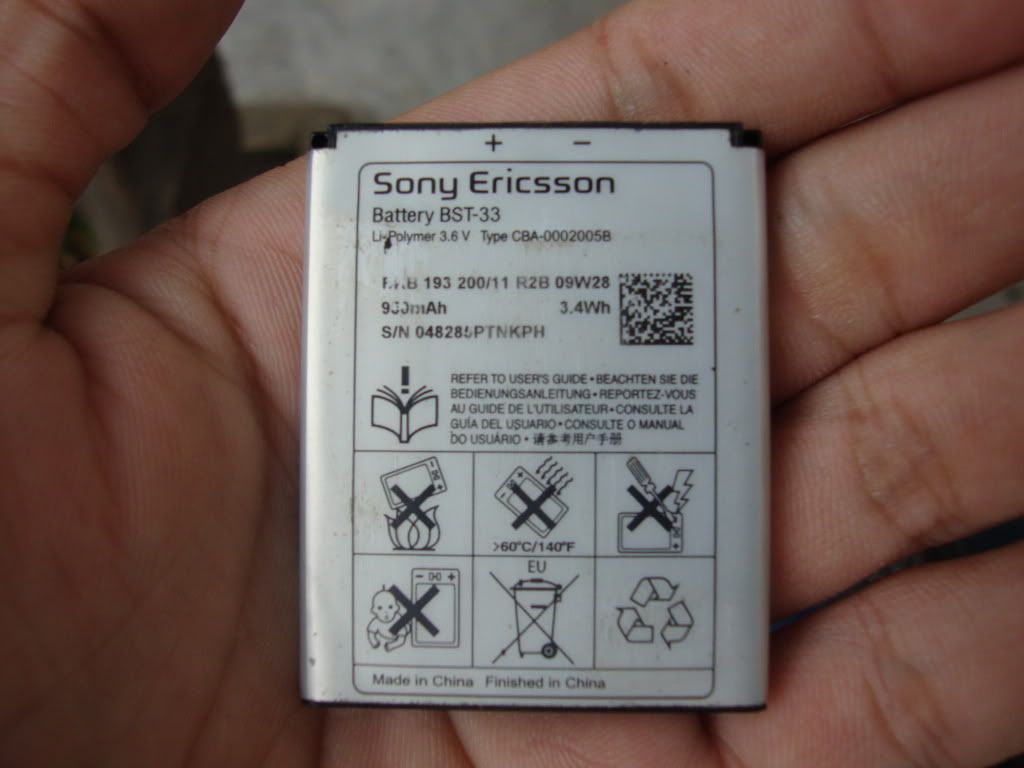 + −
Sony Ericsson
Battery BST-33
Li-Polymer 3.6 V Type CBA-0002005B
193 200/11 R2B 09W28
3.4Wh
S/N 048285PTNKPH
REFER TO USER'S GUIDE • BEACHTEN SIE DIE
BEDIENUNGSANLEITUNG • REPORTEZ-VOUS
AU GUIDE DE L'UTILISATEUR • CONSULTE LA
GUÍA DEL USUARIO • CONSULTE O MANUAL
DO USUÁRIO • 请参考用户手册
>60°C/140°F
EU
Made in China Finished in China